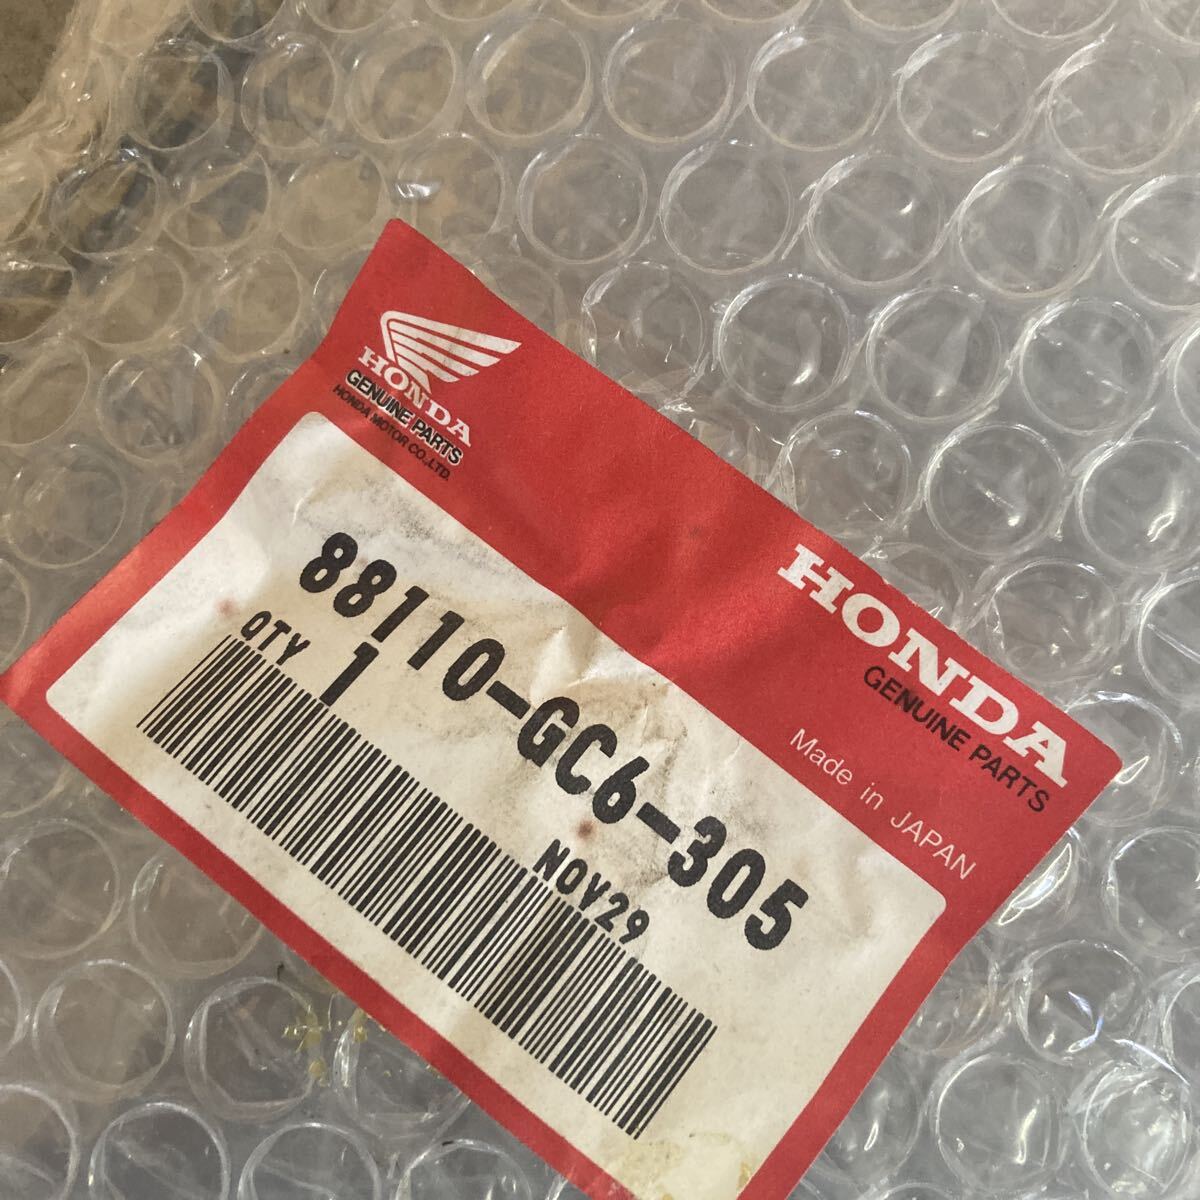 HONDA
GENUINE PARTS
HONDA MOTOR CO.,LTD.
HONDA
GENUINE PARTS
Made in JAPAN
88110-GC6-305
QTY 1
NOV29